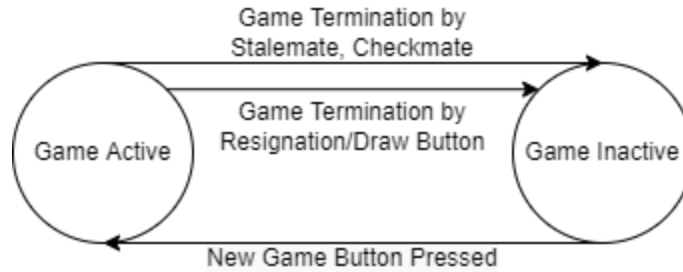 Game Termination by
Stalemate, Checkmate
Game Termination by
Resignation/Draw Button
Game Active
Game Inactive
New Game Button Pressed